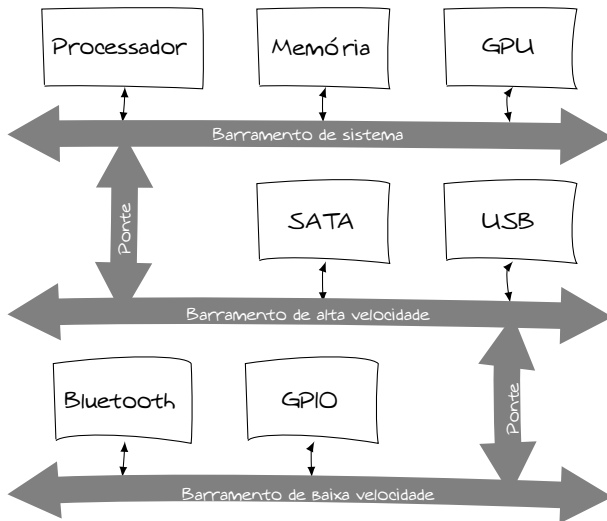 Processador
Memória
GPU
Barramento de sistema
Ponte
SATA
USB
Barramento de alta velocidade
Bluetooth
GPIO
Ponte
Barramento de baixa velocidade